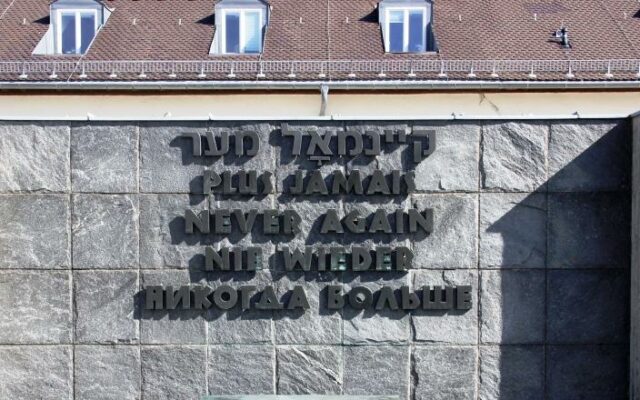 קיינמאָל מער
PLUS JAMAIS
NEVER AGAIN
NIE WIEDER
НИКОГДА БОЛЬШЕ